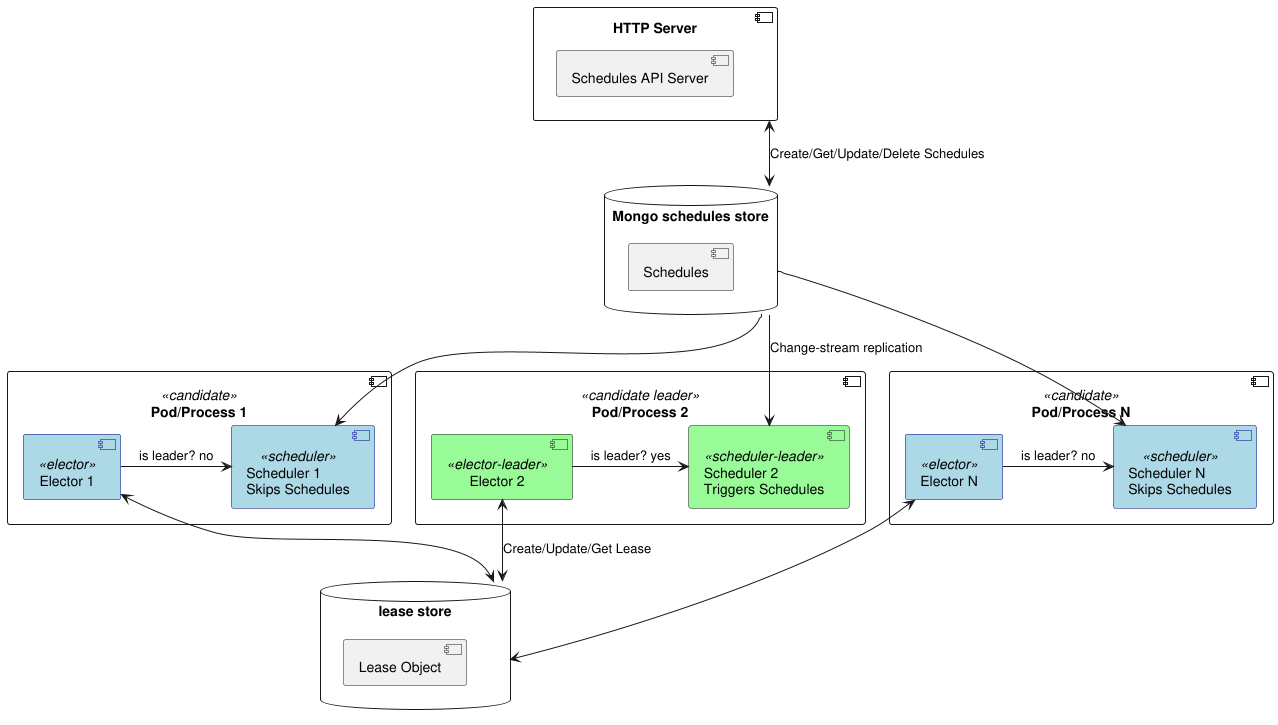 HTTP Server
Schedules API Server
Create/Get/Update/Delete Schedules
Mongo schedules store
Schedules
Change-stream replication
«candidate»
Pod/Process 1
«elector»
Elector 1
is leader? no
«scheduler»
Scheduler 1
Skips Schedules
«candidate leader»
Pod/Process 2
«elector-leader»
Elector 2
is leader? yes
«scheduler-leader»
Scheduler 2
Triggers Schedules
«candidate»
Pod/Process N
«elector»
Elector N
is leader? no
«scheduler»
Scheduler N
Skips Schedules
Create/Update/Get Lease
lease store
Lease Object